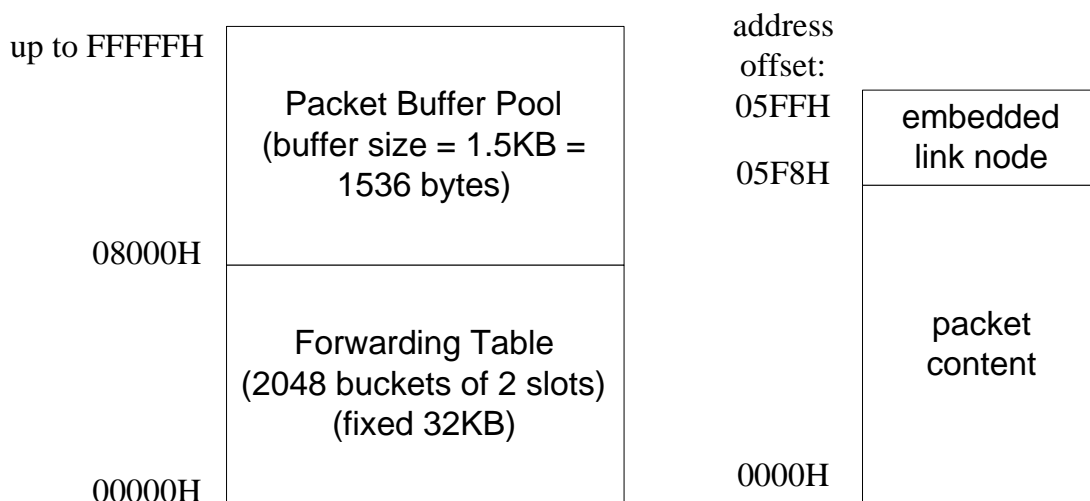 up to FFFFFH
Packet Buffer Pool
(buffer size = 1.5KB =
1536 bytes)
08000H
Forwarding Table
(2048 buckets of 2 slots)
(fixed 32KB)
00000H
address
offset:
05FFH
embedded
link node
05F8H
packet
content
0000H